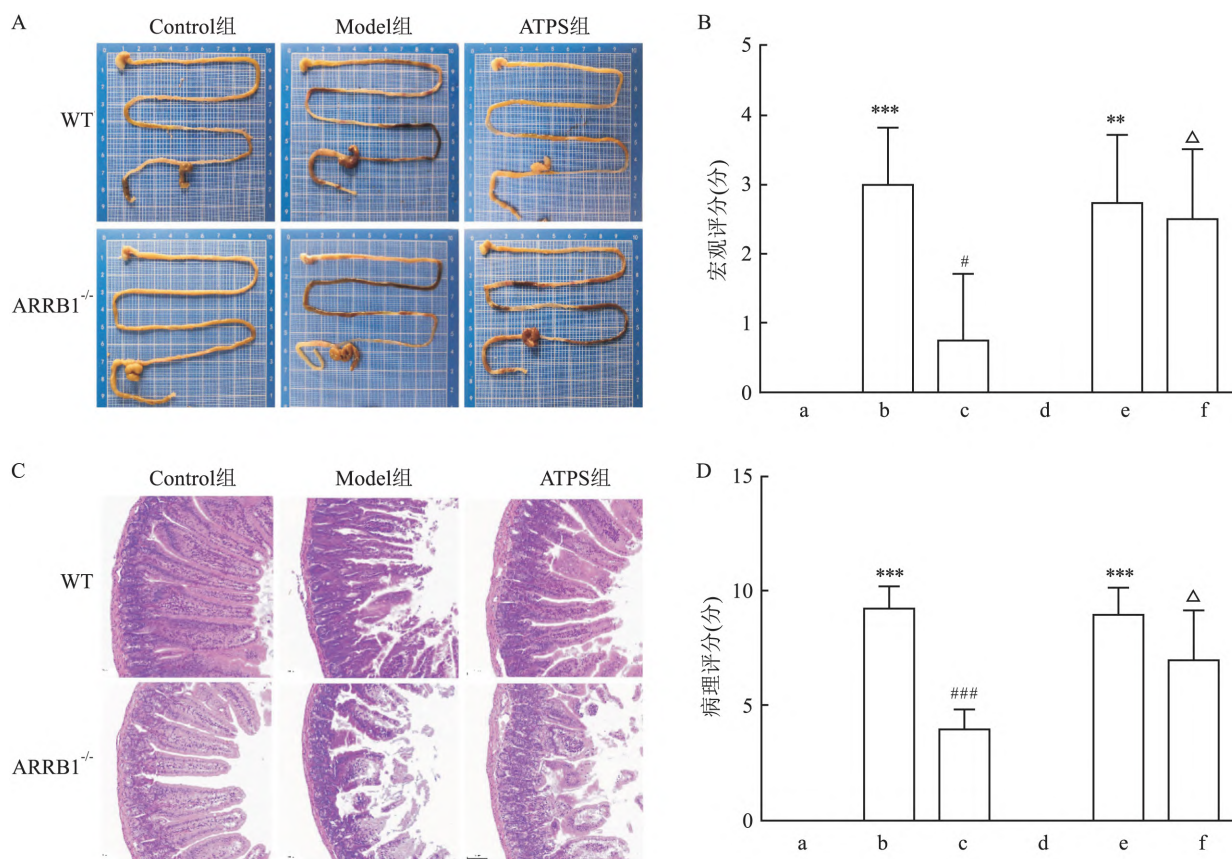 A
Control组
Model组
ATPS组
WT
ARRB1-/-
B
宏观评分(分)
5
4
3
2
1
0
***
#
**
△
a
b
c
d
e
f
C
Control组
Model组
ATPS组
WT
ARRB1-/-
D
病理评分(分)
15
10
5
0
***
###
***
△
a
b
c
d
e
f